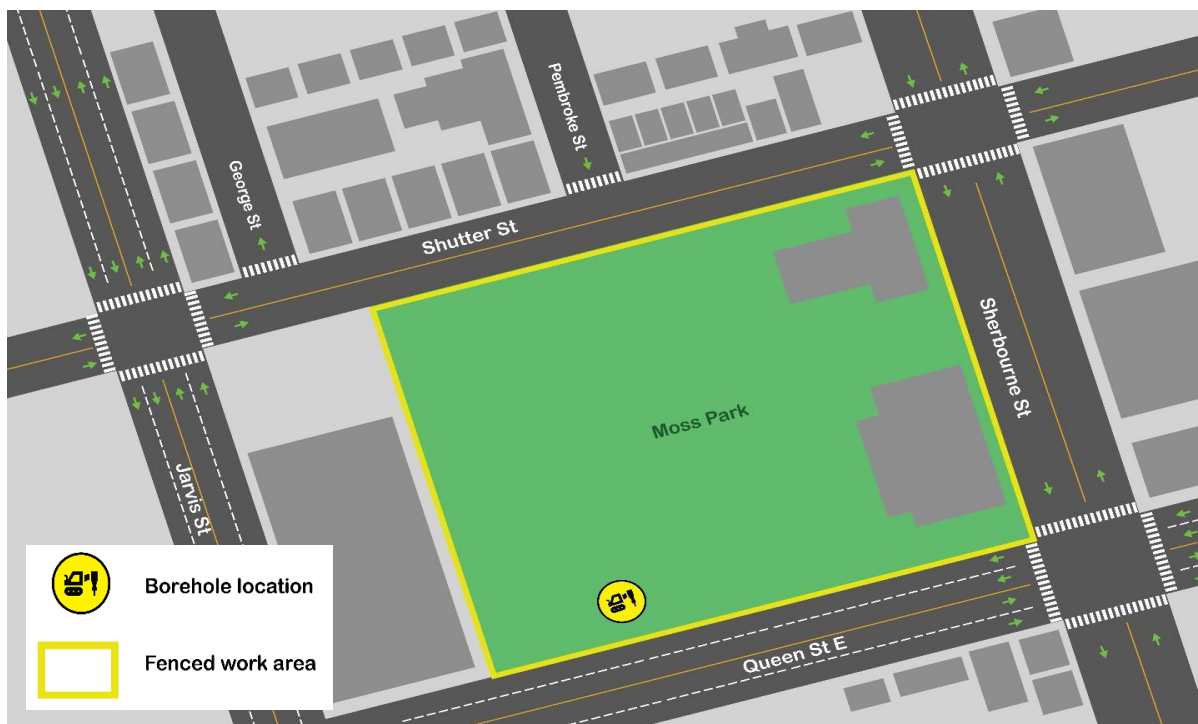 George St
Pembroke St
Shutter St
Sherbourne St
Moss Park
Jarvis St
Queen St E
Borehole location
Fenced work area